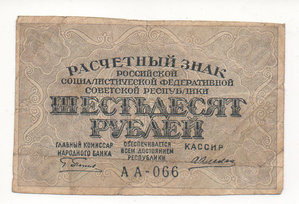 РАСЧЕТНЫЙ ЗНАК
РОССИЙСКОЙ
СОЦИАЛИСТИЧЕСКОЙ ФЕДЕРАТИВНОЙ
СОВЕТСКОЙ РЕСПУБЛИКИ
ШЕСТЬДЕСЯТ
РУБЛЕЙ
ГЛАВНЫЙ КОМИССАР
НАРОДНОГО БАНКА
ОБЕСПЕЧИВАЕТСЯ
ВСЕМ ДОСТОЯНИЕМ
РЕСПУБЛИКИ
КАССИР
АА-066